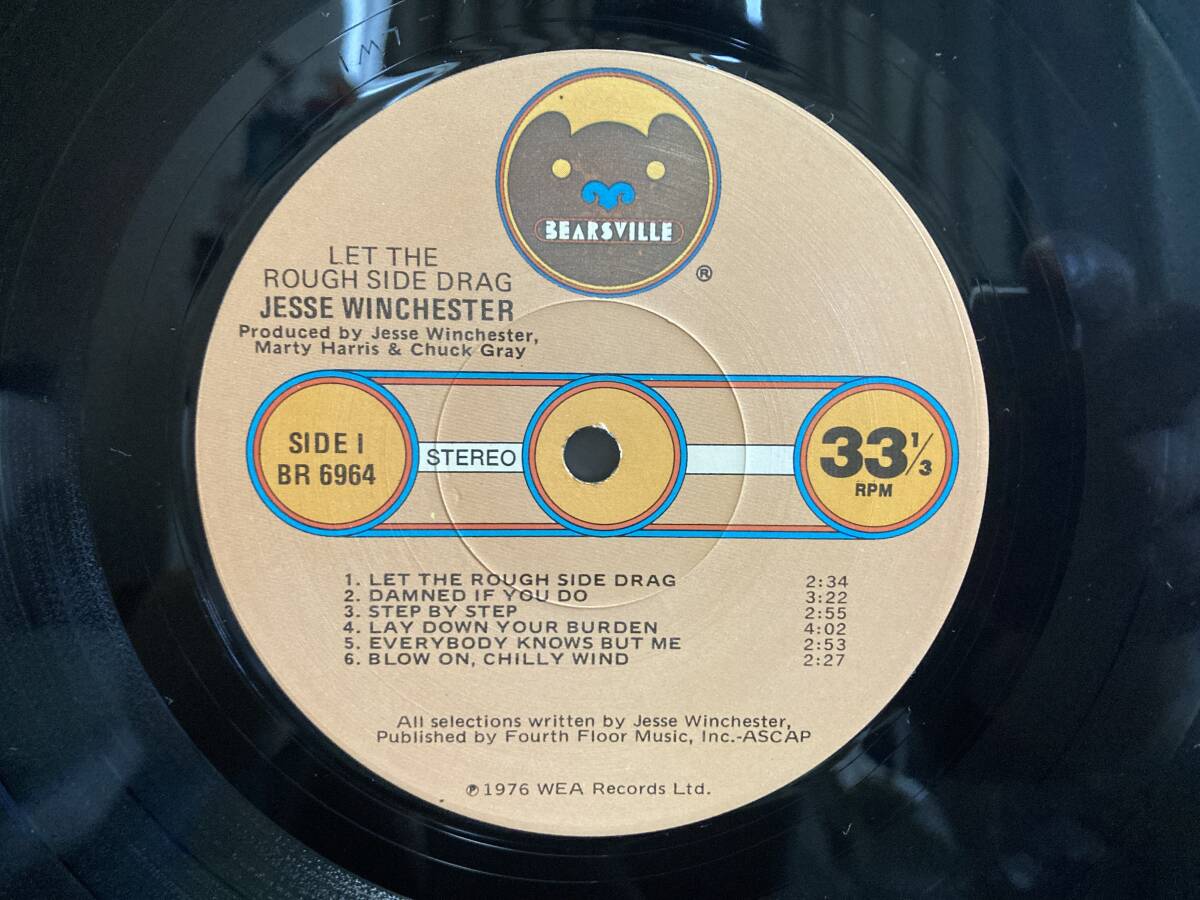 BEARSVILLE
®
LET THE
ROUGH SIDE DRAG
JESSE WINCHESTER
Produced by Jesse Winchester,
Marty Harris & Chuck Gray
SIDE I
BR 6964
STEREO
33 1/3
RPM
1. LET THE ROUGH SIDE DRAG 2:34
2. DAMNED IF YOU DO 3:22
3. STEP BY STEP 2:55
4. LAY DOWN YOUR BURDEN 4:02
5. EVERYBODY KNOWS BUT ME 2:53
6. BLOW ON, CHILLY WIND 2:27
All selections written by Jesse Winchester,
Published by Fourth Floor Music, Inc.-ASCAP
℗ 1976 WEA Records Ltd.